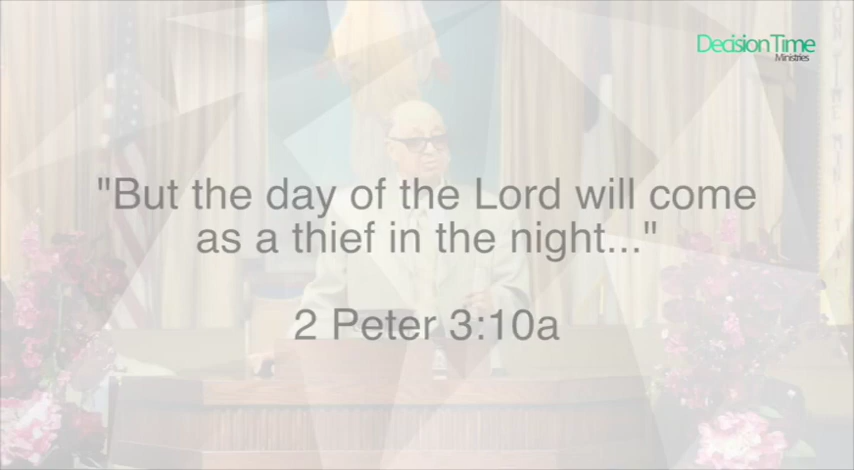 DecisionTime
Ministries
"But the day of the Lord will come
as a thief in the night..."
2 Peter 3:10a